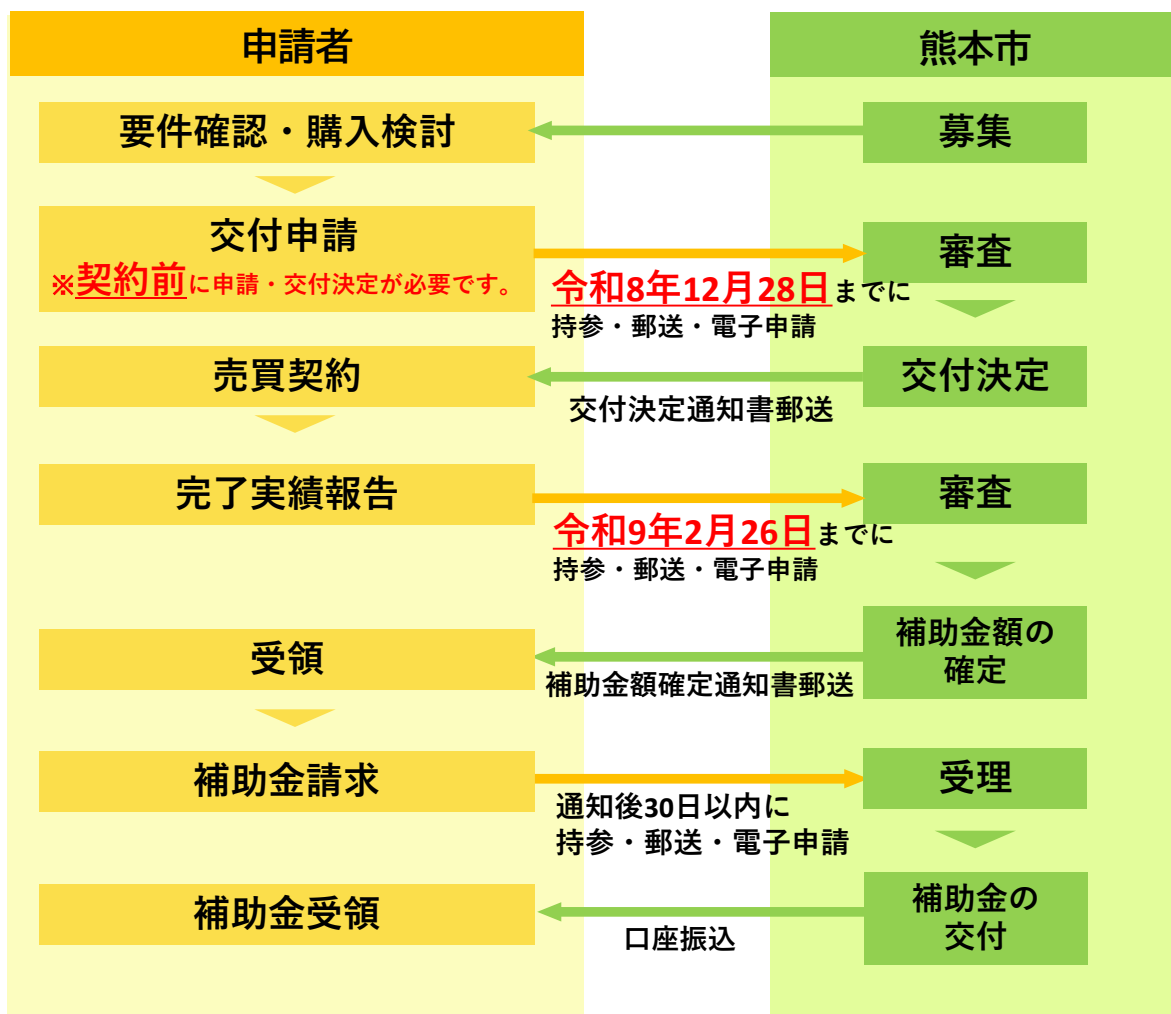 申請者
熊本市
要件確認・購入検討
募集
交付申請
※契約前に申請・交付決定が必要です。
審査
令和8年12月28日までに
持参・郵送・電子申請
売買契約
交付決定
交付決定通知書郵送
完了実績報告
審査
令和9年2月26日までに
持参・郵送・電子申請
受領
補助金額の
確定
補助金額確定通知書郵送
補助金請求
受理
通知後30日以内に
持参・郵送・電子申請
補助金受領
補助金の
交付
口座振込